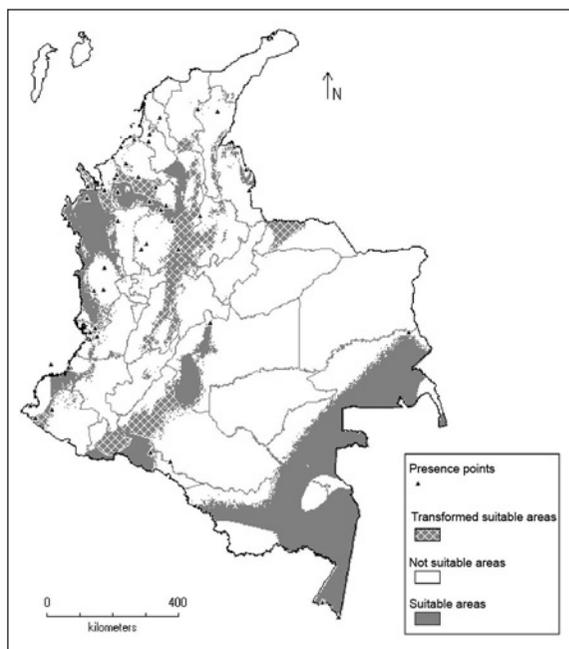 N
Presence points
Transformed suitable areas
Not suitable areas
Suitable areas
0 400
kilometers